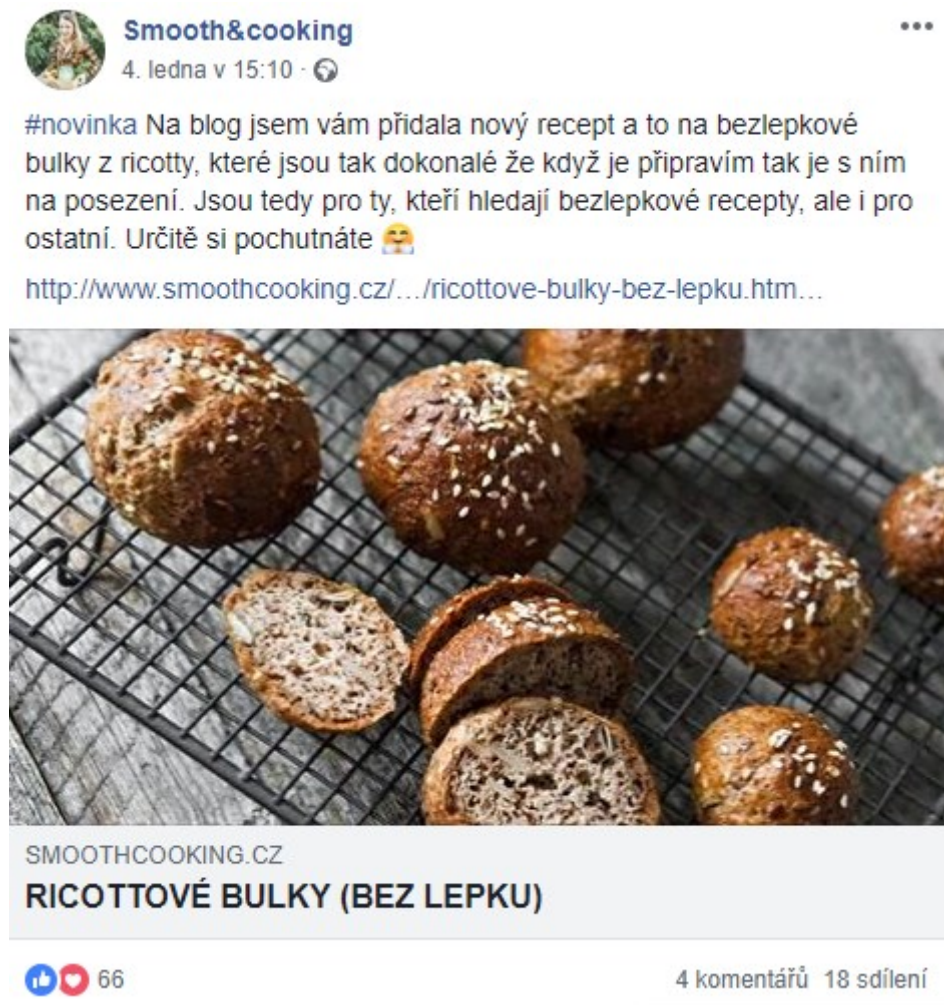 Smooth&cooking
4. ledna v 15:10 ·
#novinka Na blog jsem vám přidala nový recept a to na bezlepkové
bulky z ricotty, které jsou tak dokonalé že když je připravím tak je s ním
na posezení. Jsou tedy pro ty, kteří hledají bezlepkové recepty, ale i pro
ostatní. Určitě si pochutnáte
http://www.smoothcooking.cz/…/ricottove-bulky-bez-lepku.htm…
SMOOTHCOOKING.CZ
RICOTTOVÉ BULKY (BEZ LEPKU)
66
4 komentářů 18 sdílení